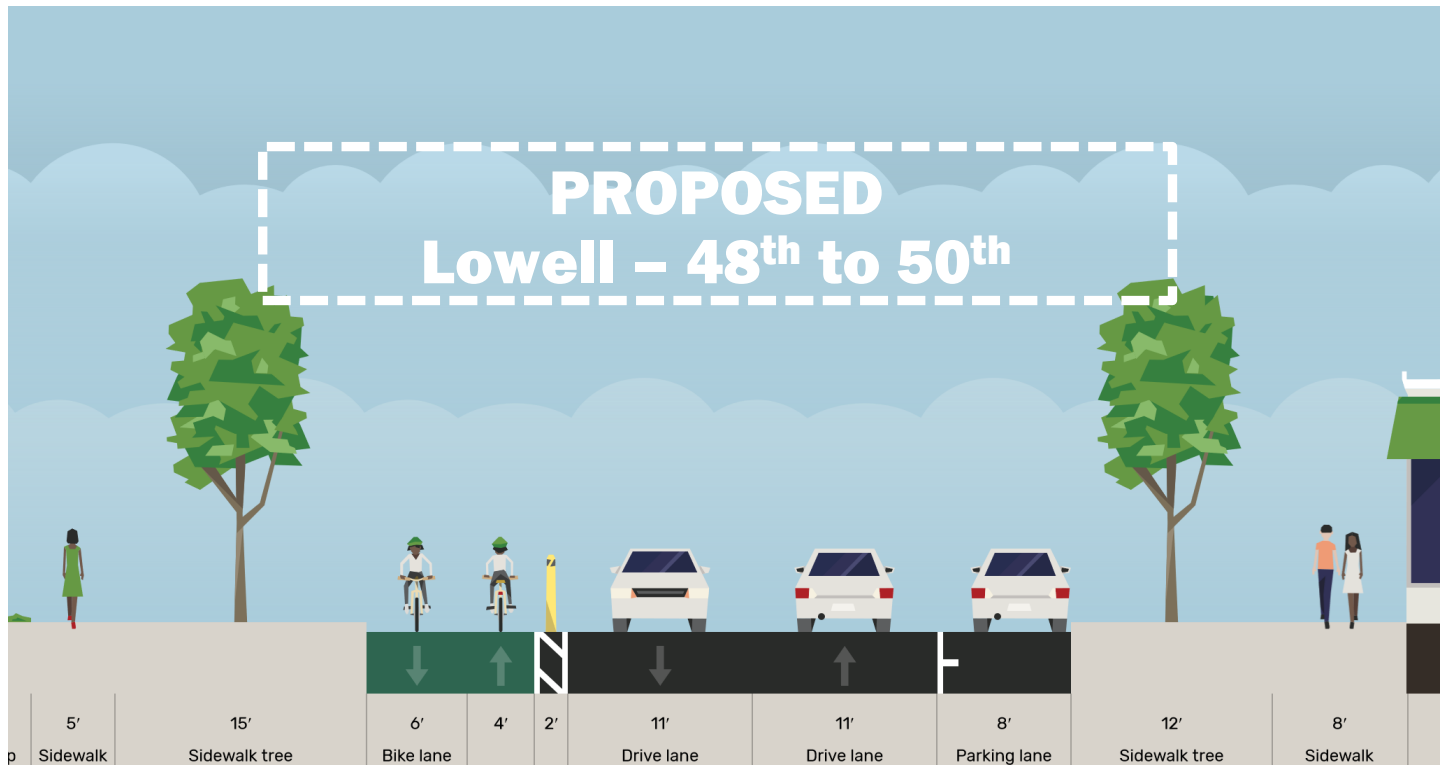 PROPOSED
Lowell – 48th to 50th
5′ 15′ 6′ 4′ 2′ 11′ 11′ 8′ 12′ 8′
p Sidewalk Sidewalk tree Bike lane Drive lane Drive lane Parking lane Sidewalk tree Sidewalk